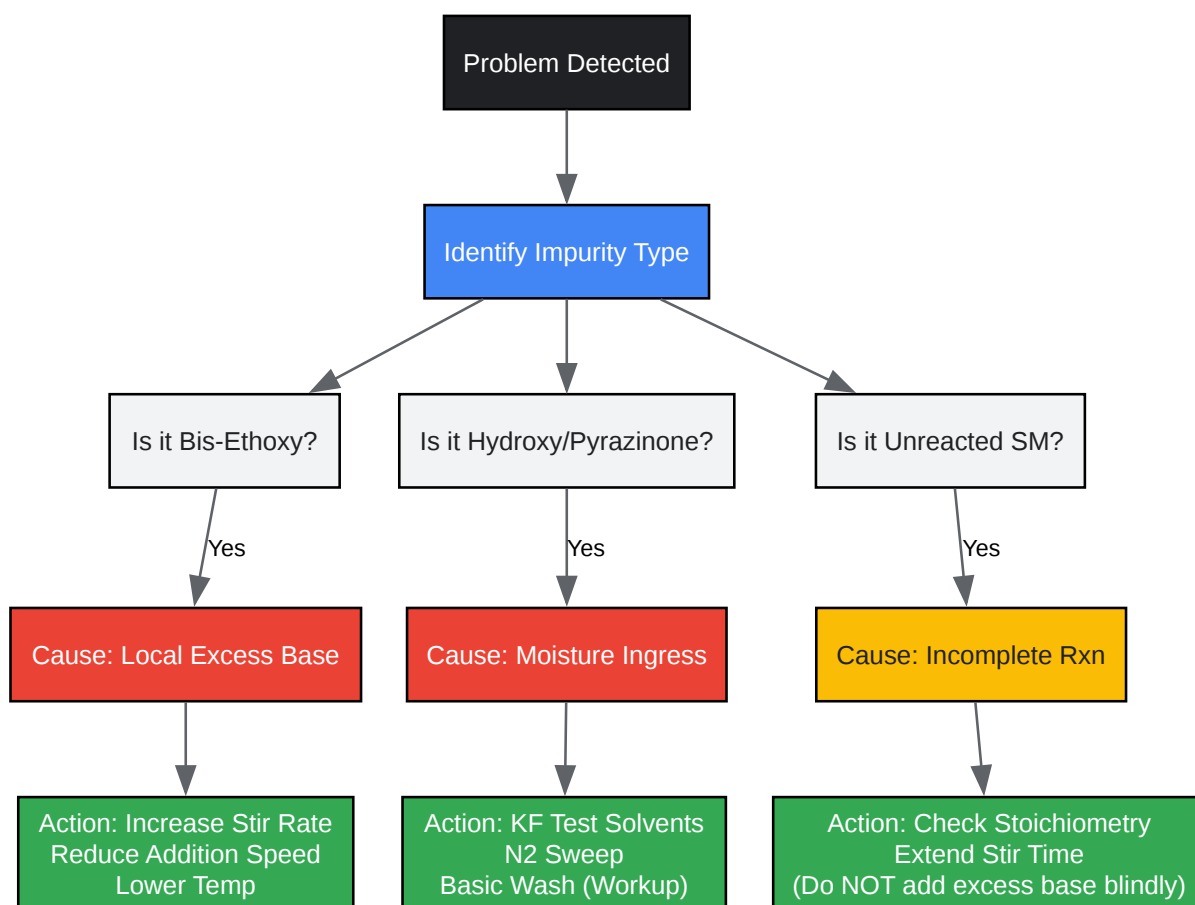 Problem Detected
Identify Impurity Type
Is it Bis-Ethoxy?
Is it Hydroxy/Pyrazinone?
Is it Unreacted SM?
Yes
Yes
Yes
Cause: Local Excess Base
Cause: Moisture Ingress
Cause: Incomplete Rxn
Action: Increase Stir Rate
Reduce Addition Speed
Lower Temp
Action: KF Test Solvents
N2 Sweep
Basic Wash (Workup)
Action: Check Stoichiometry
Extend Stir Time
(Do NOT add excess base blindly)